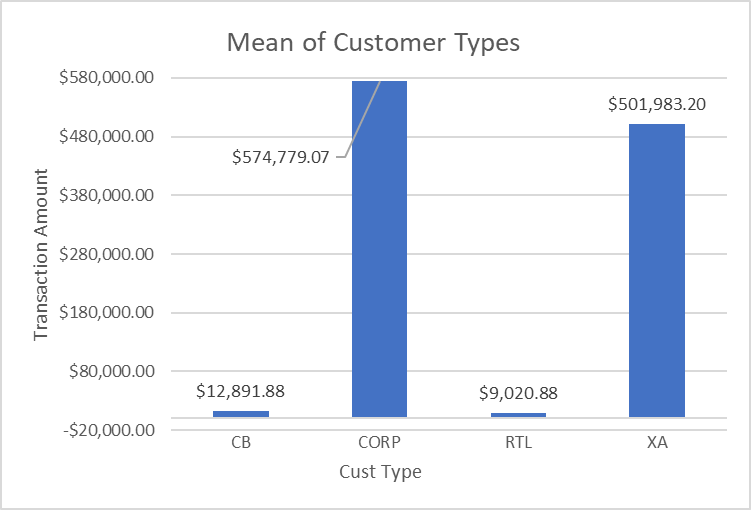 Mean of Customer Types
$580,000.00
$480,000.00
$380,000.00
$280,000.00
$180,000.00
$80,000.00
-$20,000.00
Transaction Amount
$12,891.88
$574,779.07
$9,020.88
$501,983.20
CB
CORP
RTL
XA
Cust Type